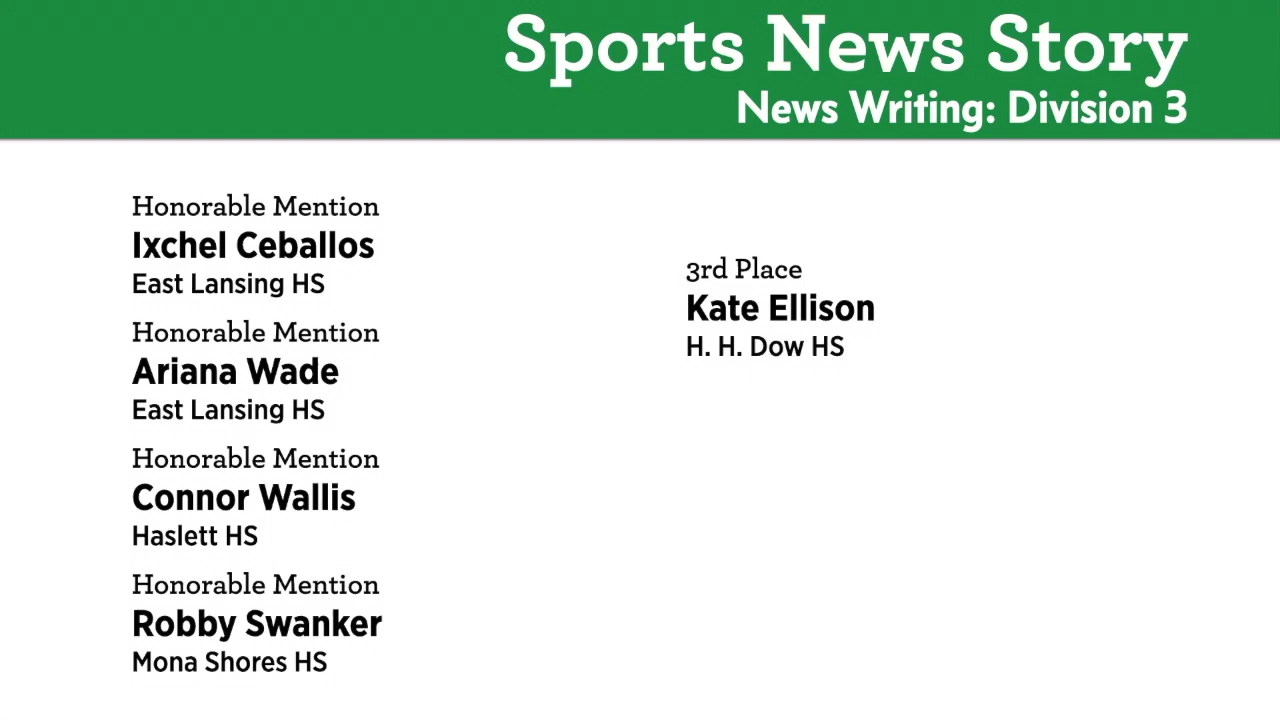 Sports News Story
News Writing: Division 3
Honorable Mention
Ixchel Ceballos
East Lansing HS
Honorable Mention
Ariana Wade
East Lansing HS
Honorable Mention
Connor Wallis
Haslett HS
Honorable Mention
Robby Swanker
Mona Shores HS
3rd Place
Kate Ellison
H. H. Dow HS